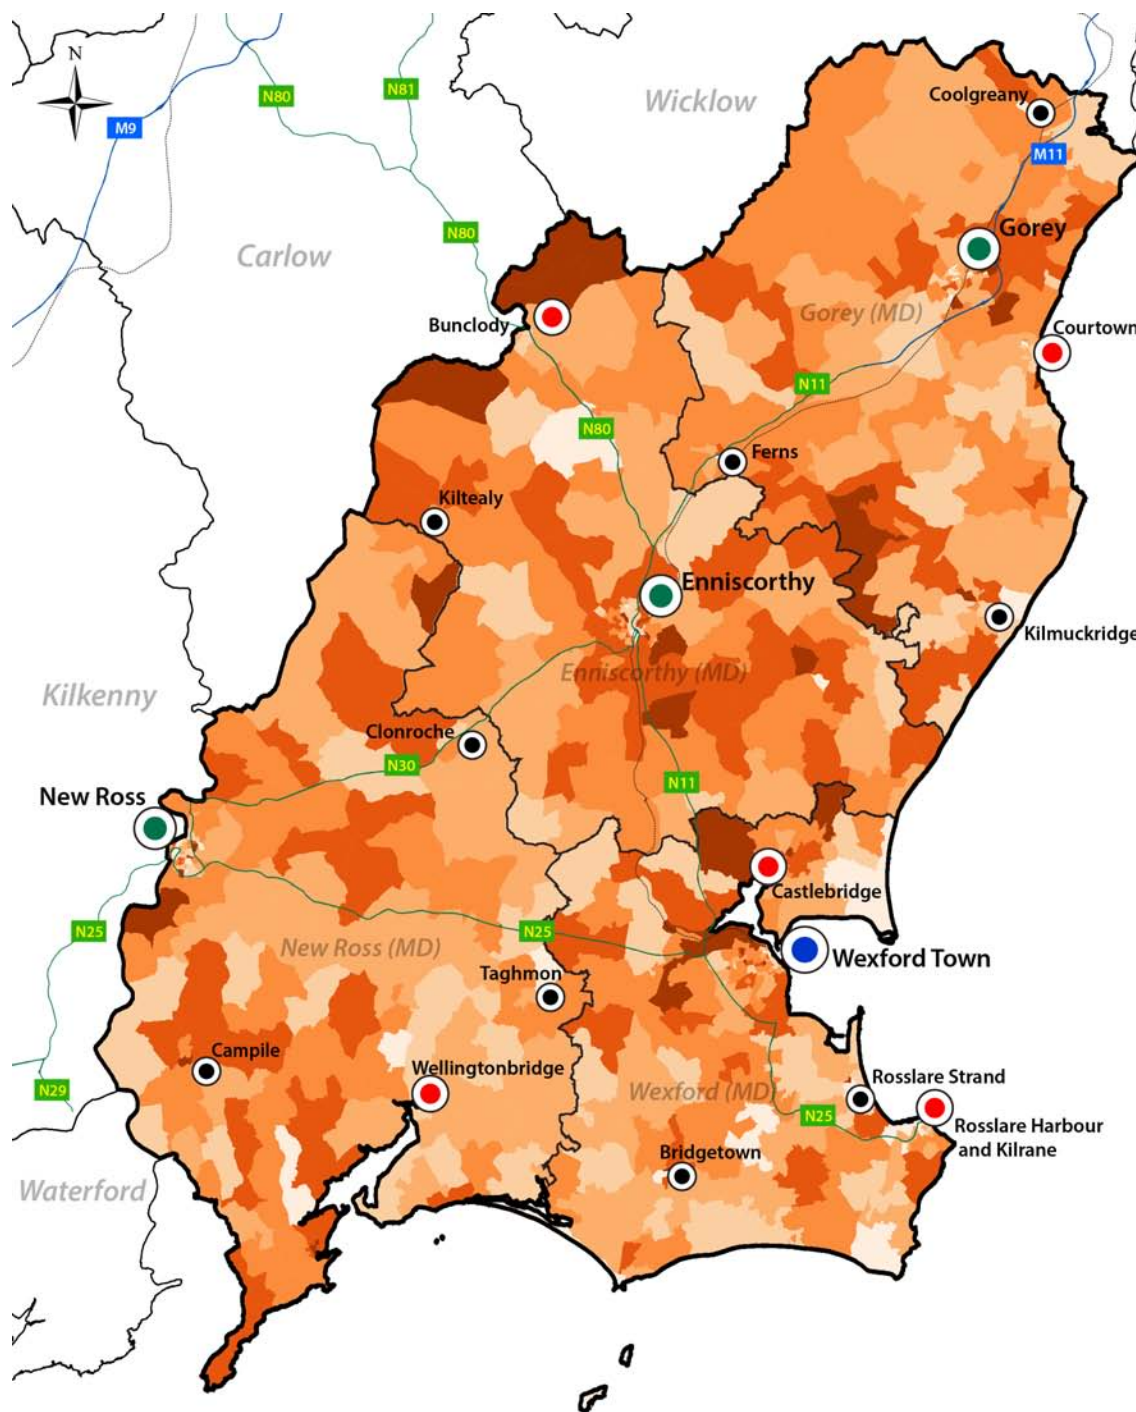 N
N80
N81
Wicklow
Coolgreany
M9
M11
N80
Gorey
Carlow
Gorey (MD)
Bunclody
Courtown
N11
N80
Ferns
Kiltealy
Enniscorthy
Kilmuckridge
Enniscorthy (MD)
Kilkenny
Clonroche
N30
N11
New Ross
Castlebridge
N25
N25
New Ross (MD)
Wexford Town
Taghmon
Campile
Wellingtonbridge
Rosslare Strand
N29
Wexford (MD)
N25
Rosslare Harbour
and Kilrane
Bridgetown
Waterford